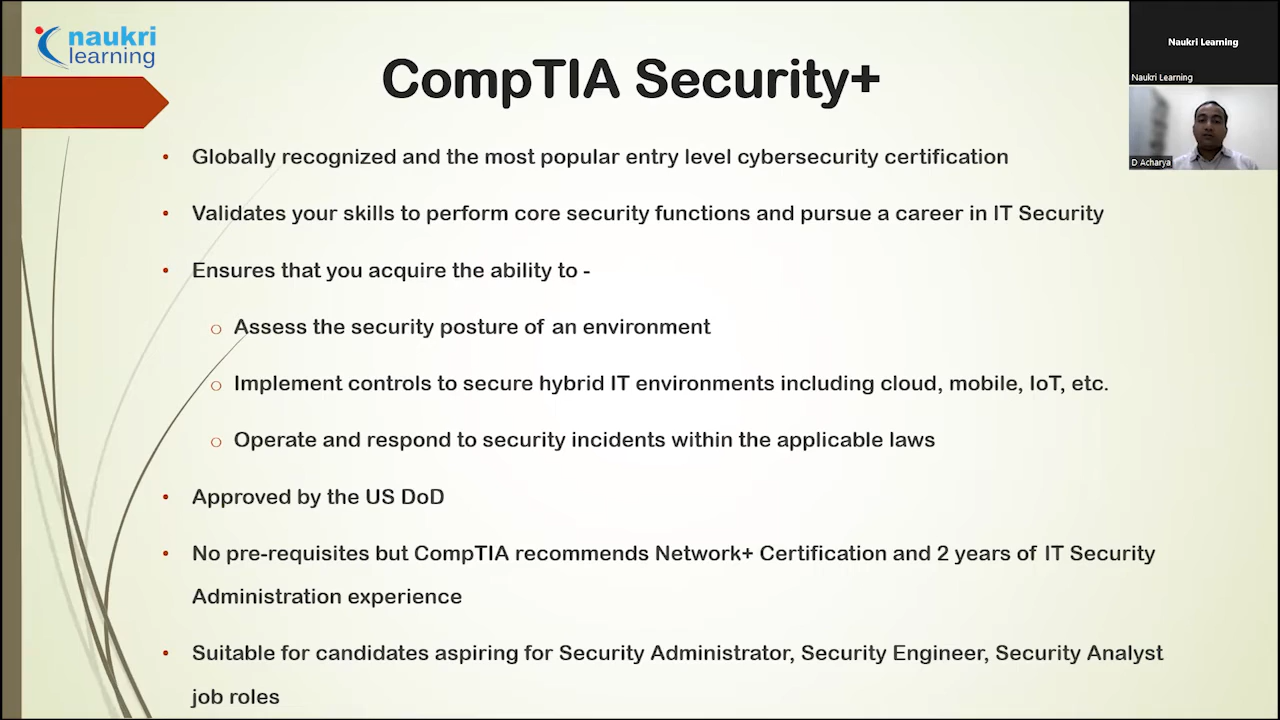 naukri
learning
CompTIA Security+
Naukri Learning
Naukri Learning
D Acharya
• Globally recognized and the most popular entry level cybersecurity certification
• Validates your skills to perform core security functions and pursue a career in IT Security
• Ensures that you acquire the ability to -
o Assess the security posture of an environment
o Implement controls to secure hybrid IT environments including cloud, mobile, IoT, etc.
o Operate and respond to security incidents within the applicable laws
• Approved by the US DoD
• No pre-requisites but CompTIA recommends Network+ Certification and 2 years of IT Security
Administration experience
• Suitable for candidates aspiring for Security Administrator, Security Engineer, Security Analyst
job roles